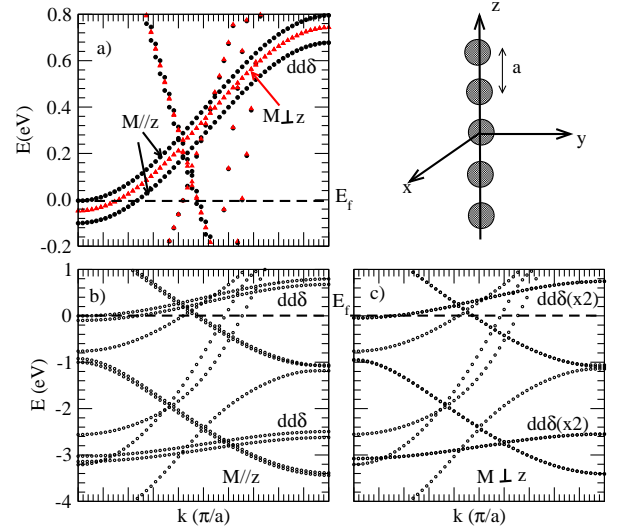 0.8
0.6
0.4
0.2
0.0
-0.2
E(eV)
a)
M//z
ddδ
M⊥z
E_f
z
a
y
x
1
0
-1
-2
-3
-4
E (eV)
b)
ddδ
ddδ
M//z
k (π/a)
E_f
c)
ddδ(x2)
ddδ(x2)
M ⊥ z
k (π/a)